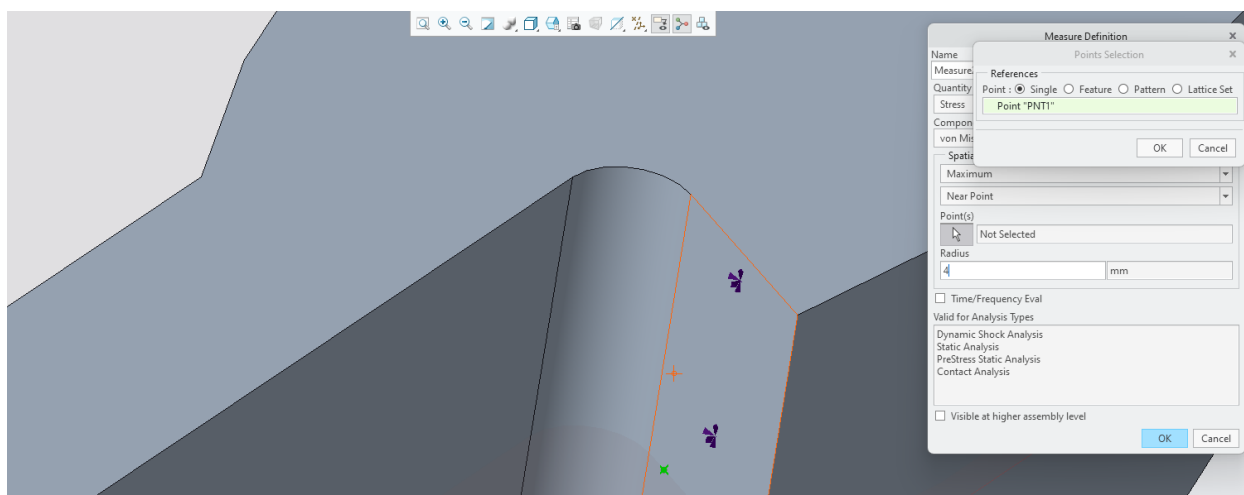 Measure Definition
Points Selection
Name
Measure
References
Point : Single Feature Pattern Lattice Set
Quantity
Point "PNT1"
Stress
Compon
OK Cancel
von Mis
Spatia
Maximum
Near Point
Point(s)
Not Selected
Radius
4 mm
Time/Frequency Eval
Valid for Analysis Types
Dynamic Shock Analysis
Static Analysis
PreStress Static Analysis
Contact Analysis
Visible at higher assembly level
OK Cancel